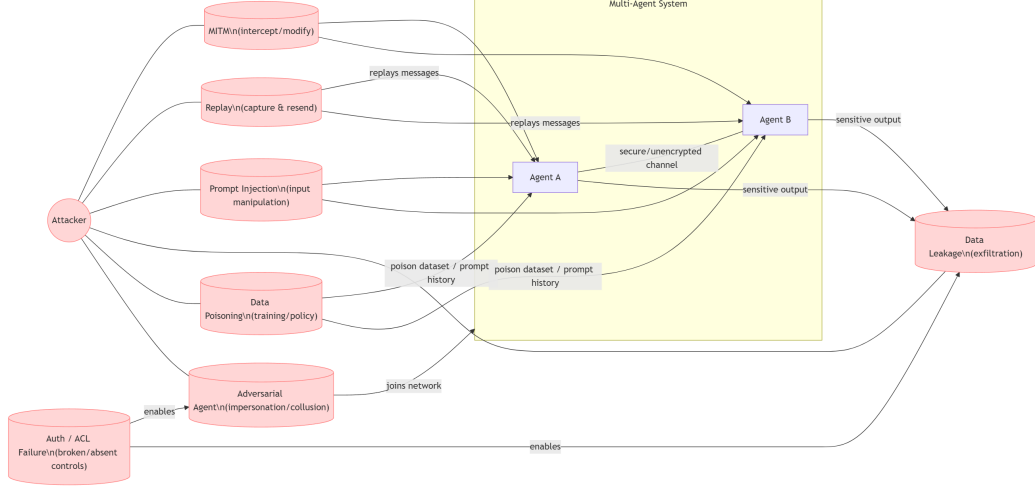 Multi-Agent System
MITM\n(intercept/modify)
replays messages
Replay\n(capture & resend)
replays messages
Agent B
sensitive output
secure/unencrypted
channel
Agent A
Prompt Injection\n(input
manipulation)
sensitive output
Attacker
Data
Leakage\n(exfiltration)
poison dataset / prompt
history
poison dataset / prompt
history
Data
Poisoning\n(training/policy)
joins network
Adversarial
Agent\n(impersonation/collusion)
enables
Auth / ACL
Failure\n(broken/absent
controls)
enables